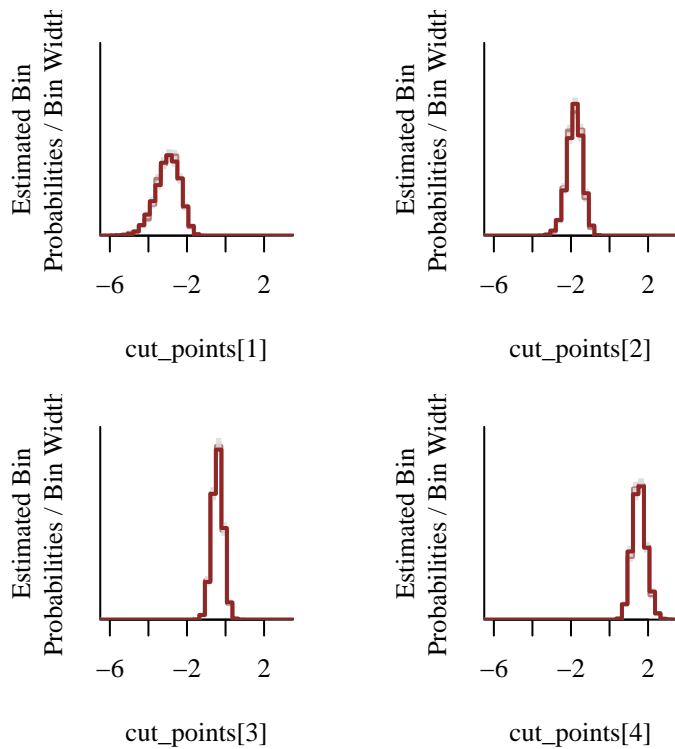 Estimated Bin
Probabilities / Bin Width
−6 −2 2
cut_points[1]
Estimated Bin
Probabilities / Bin Width
−6 −2 2
cut_points[2]
Estimated Bin
Probabilities / Bin Width
−6 −2 2
cut_points[3]
Estimated Bin
Probabilities / Bin Width
−6 −2 2
cut_points[4]